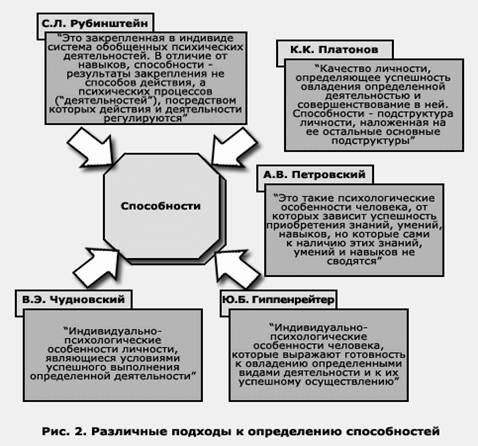 С.Л. Рубинштейн
“Это закрепленная в индивиде
система обобщенных психических
деятельностей. В отличие от
навыков, способности -
результаты закрепления не
способов действия, а
психических процессов
(“деятельностей”), посредством
которых действия и деятельности
регулируются”
К.К. Платонов
“Качество личности,
определяющее успешность
овладения определенной
деятельностью и
совершенствование в ней.
Способности - подструктура
личности, наложенная на
ее остальные основные
подструктуры”
А.В. Петровский
“Это такие психологические
особенности человека, от
которых зависит успешность
приобретения знаний, умений,
навыков, но которые сами
к наличию этих знаний,
умений и навыков не
сводятся”
Способности
В.Э. Чудновский
“Индивидуально-
психологические
особенности личности,
являющиеся условиями
успешного выполнения
определенной деятельности”
Ю.Б. Гиппенрейтер
“Индивидуально-
психологические
особенности человека,
которые выражают готовность
к овладению определенными
видами деятельности и к их
успешному осуществлению”
Рис. 2. Различные подходы к определению способностей